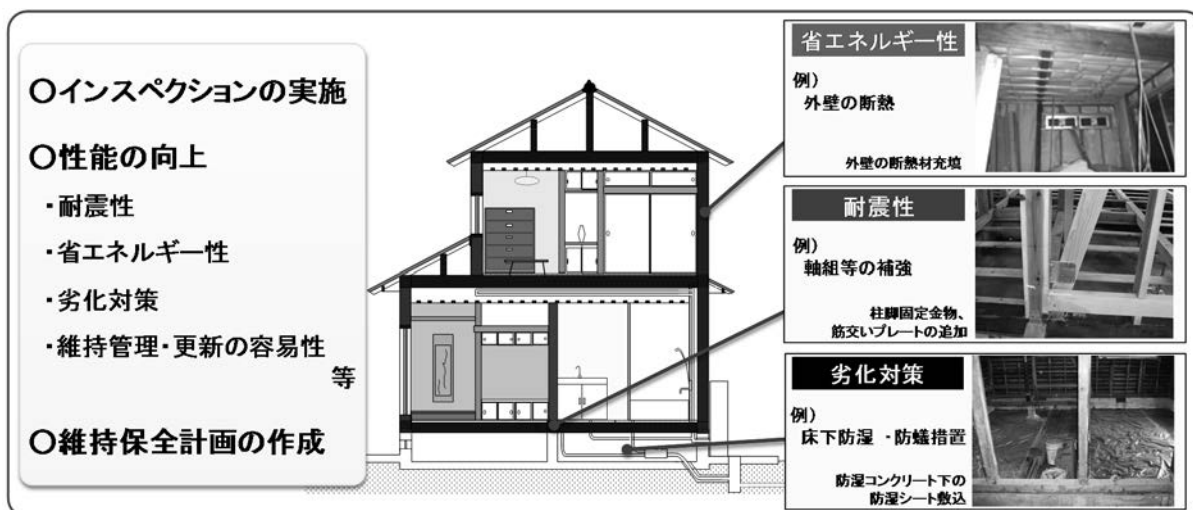 ○インスペクションの実施
○性能の向上
・耐震性
・省エネルギー性
・劣化対策
・維持管理・更新の容易性
等
○維持保全計画の作成
省エネルギー性
例)
外壁の断熱
外壁の断熱材充填
耐震性
例)
軸組等の補強
柱脚固定金物、
筋交いプレートの追加
劣化対策
例)
床下防湿 ・防蟻措置
防湿コンクリート下の
防湿シート敷込